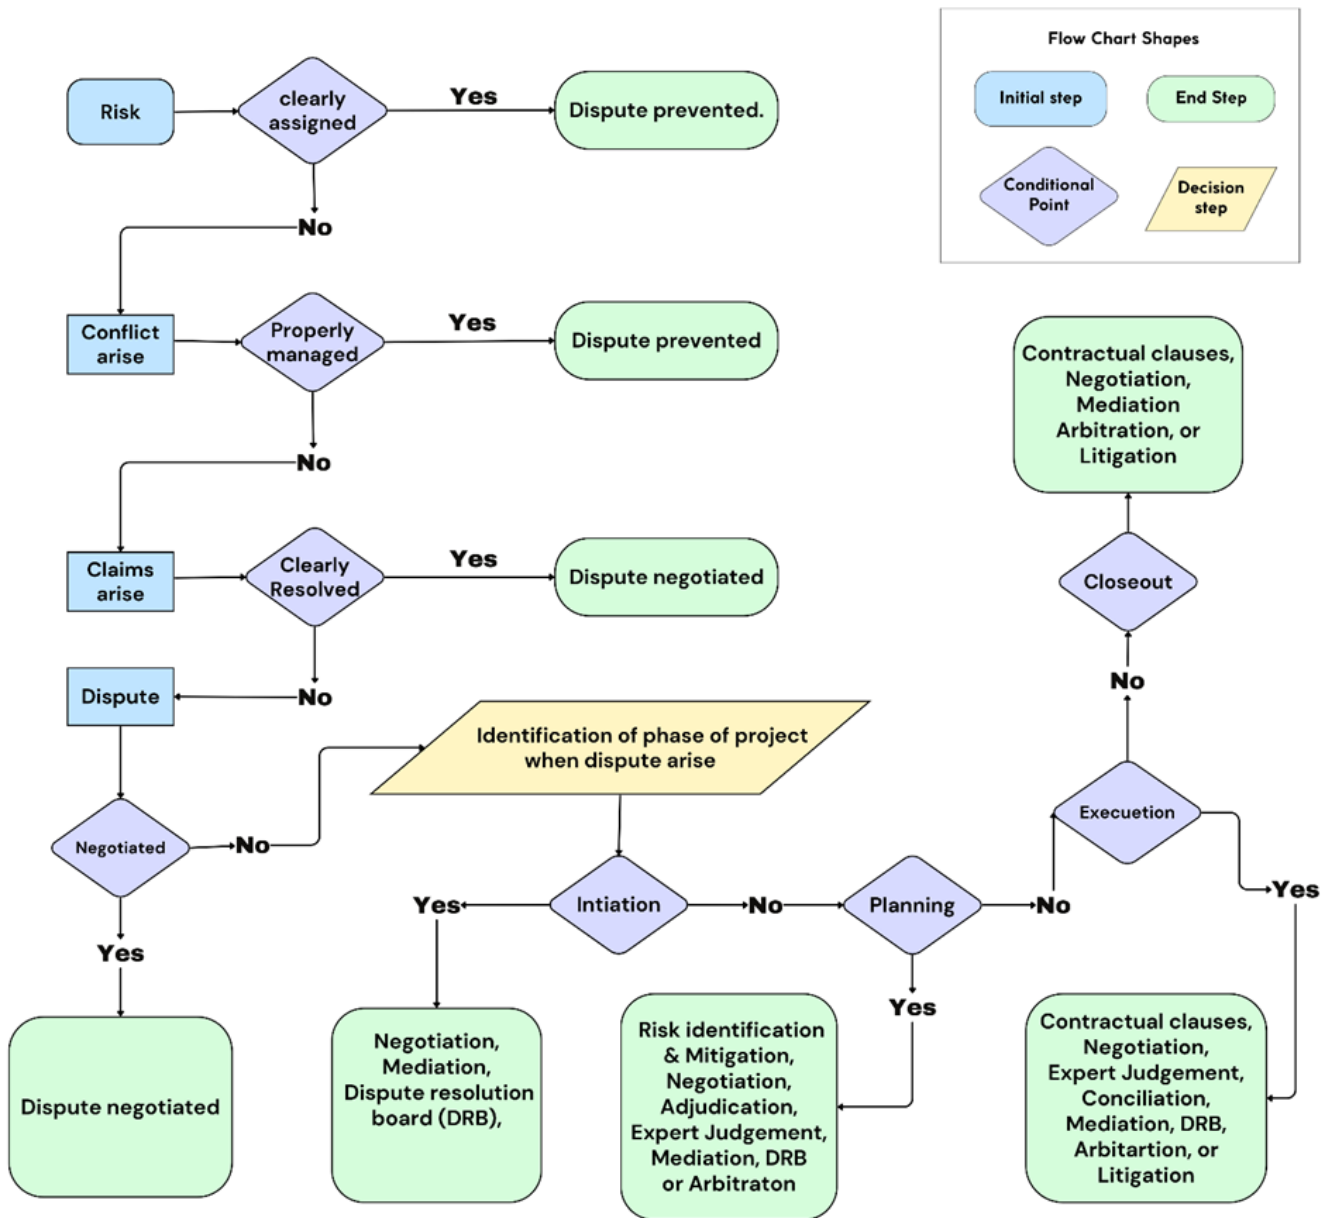 Flow Chart Shapes
Initial step
End Step
Conditional
Point
Decision
step
Risk
clearly
assigned
Yes
Dispute prevented.
No
Conflict
arise
Properly
managed
Yes
Dispute prevented
No
Claims
arise
Clearly
Resolved
Yes
Dispute negotiated
No
Dispute
Negotiated
No
Yes
Dispute negotiated
Identification of phase of project
when dispute arise
Intiation
Yes
Negotiation,
Mediation,
Dispute resolution
board (DRB),
No
Planning
Yes
Risk identification
& Mitigation,
Negotiation,
Adjudication,
Expert Judgement,
Mediation, DRB
or Arbitraton
No
Execuetion
Yes
Contractual clauses,
Negotiation,
Expert Judgement,
Conciliation,
Mediation, DRB,
Arbitartion, or
Litigation
No
Closeout
Contractual clauses,
Negotiation,
Mediation
Arbitration, or
Litigation